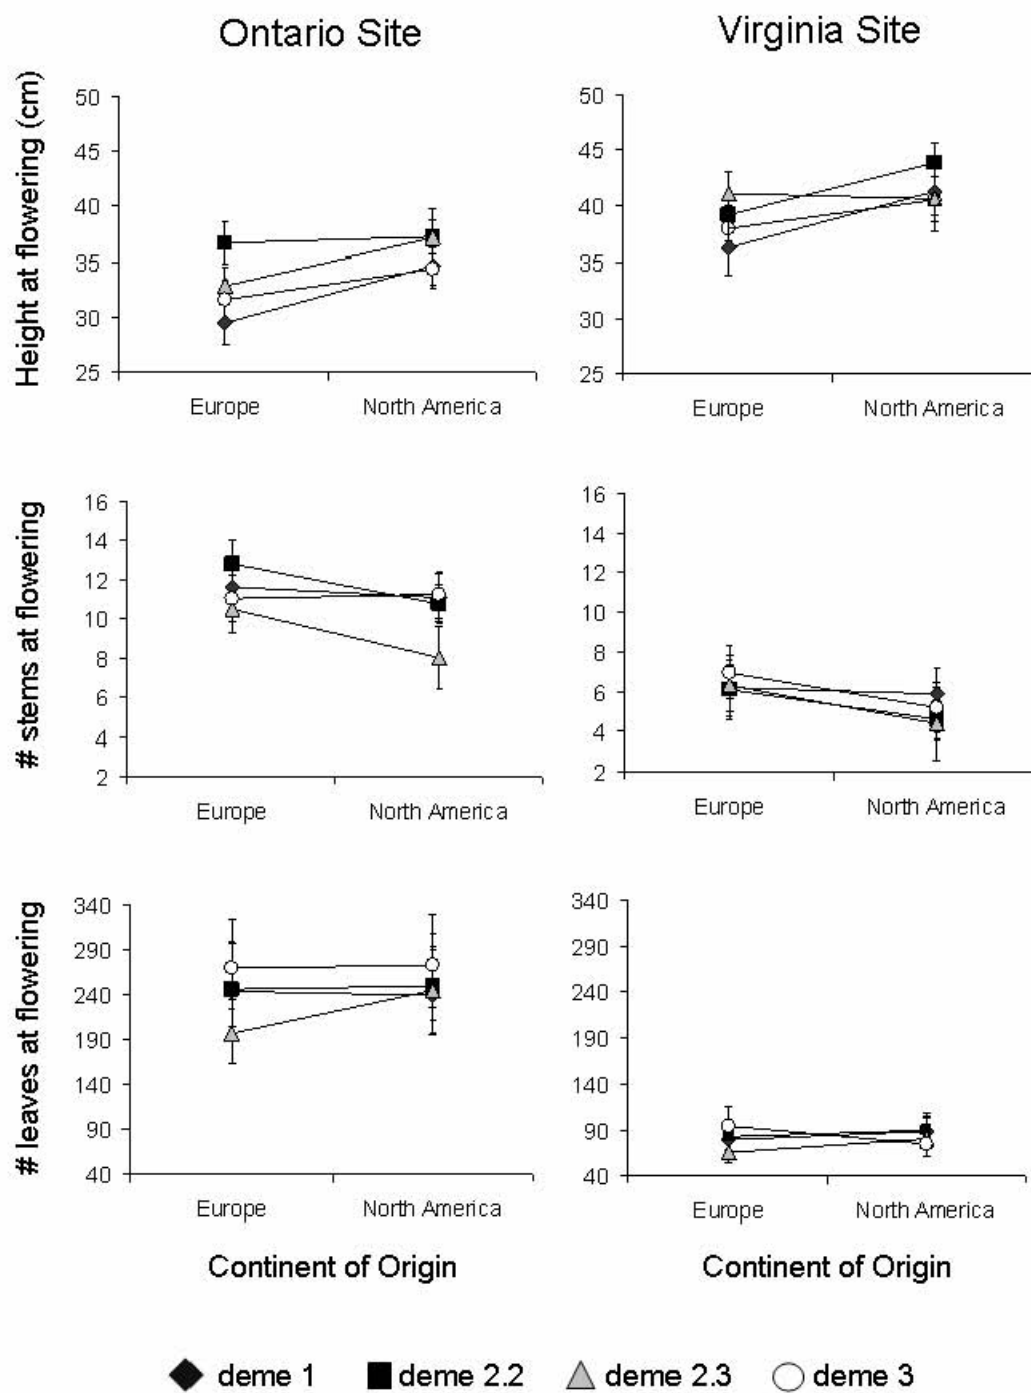 Ontario Site
Virginia Site
Height at flowering (cm)
50
45
40
35
30
25
Europe
North America
50
45
40
35
30
25
Europe
North America
# stems at flowering
16
14
12
10
8
6
4
2
Europe
North America
16
14
12
10
8
6
4
2
Europe
North America
# leaves at flowering
340
290
240
190
140
90
40
Europe
North America
340
290
240
190
140
90
40
Europe
North America
Continent of Origin
Continent of Origin
deme 1
deme 2.2
deme 2.3
deme 3